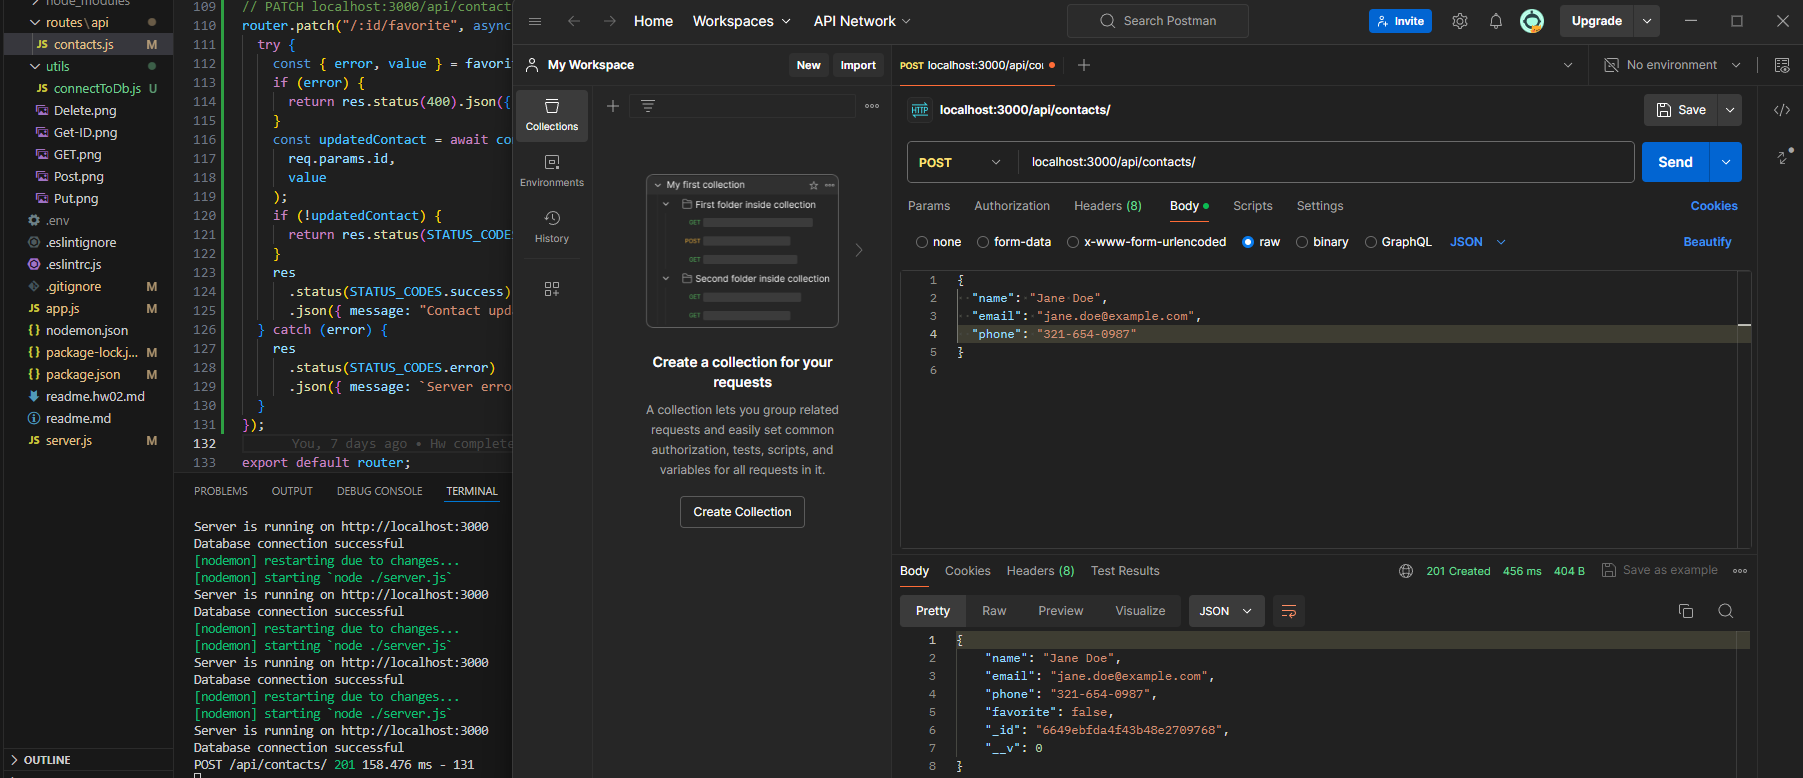 node_modules
routes\api
JS contacts.js M
utils
JS connectToDb.js U
Delete.png
Get-ID.png
GET.png
Post.png
Put.png
.env
.eslintignore
.eslintrc.js
.gitignore M
JS app.js M
{} nodemon.json
{} package-lock.j... M
{} package.json M
readme.hw02.md
readme.md
JS server.js M
OUTLINE
109 // PATCH localhost:3000/api/contact
110 router.patch("/:id/favorite", async
111 try {
112 const { error, value } = favorit
113 if (error) {
114 return res.status(400).json({
115 }
116 const updatedContact = await con
117 req.params.id,
118 value
119 );
120 if (!updatedContact) {
121 return res.status(STATUS_CODES
122 }
123 res
124 .status(STATUS_CODES.success)
125 .json({ message: "Contact upda
126 } catch (error) {
127 res
128 .status(STATUS_CODES.error)
129 .json({ message: `Server erro
130 }
131 });
132 You, 7 days ago • Hw complete
133 export default router;
PROBLEMS OUTPUT DEBUG CONSOLE TERMINAL
Server is running on http://localhost:3000
Database connection successful
[nodemon] restarting due to changes...
[nodemon] starting `node ./server.js`
Server is running on http://localhost:3000
Database connection successful
[nodemon] restarting due to changes...
[nodemon] starting `node ./server.js`
Server is running on http://localhost:3000
Database connection successful
[nodemon] restarting due to changes...
[nodemon] starting `node ./server.js`
Server is running on http://localhost:3000
Database connection successful
POST /api/contacts/ 201 158.476 ms - 131
Home Workspaces API Network Search Postman Invite Upgrade
My Workspace New Import
Collections
Environments
History
My first collection
First folder inside collection
GET
POST
GET
Second folder inside collection
GET
GET
Create a collection for your
requests
A collection lets you group related
requests and easily set common
authorization, tests, scripts, and
variables for all requests in it.
Create Collection
POST localhost:3000/api/co No environment
HTTP localhost:3000/api/contacts/ Save
POST localhost:3000/api/contacts/ Send
Params Authorization Headers (8) Body Scripts Settings Cookies
none form-data x-www-form-urlencoded raw binary GraphQL JSON Beautify
1 {
2 "name": "Jane Doe",
3 "email": "jane.doe@example.com",
4 "phone": "321-654-0987"
5 }
6
Body Cookies Headers (8) Test Results 201 Created 456 ms 404 B Save as example
Pretty Raw Preview Visualize JSON
1 {
2 "name": "Jane Doe",
3 "email": "jane.doe@example.com",
4 "phone": "321-654-0987",
5 "favorite": false,
6 "_id": "6649ebfda4f43b48e2709768",
7 "__v": 0
8 }